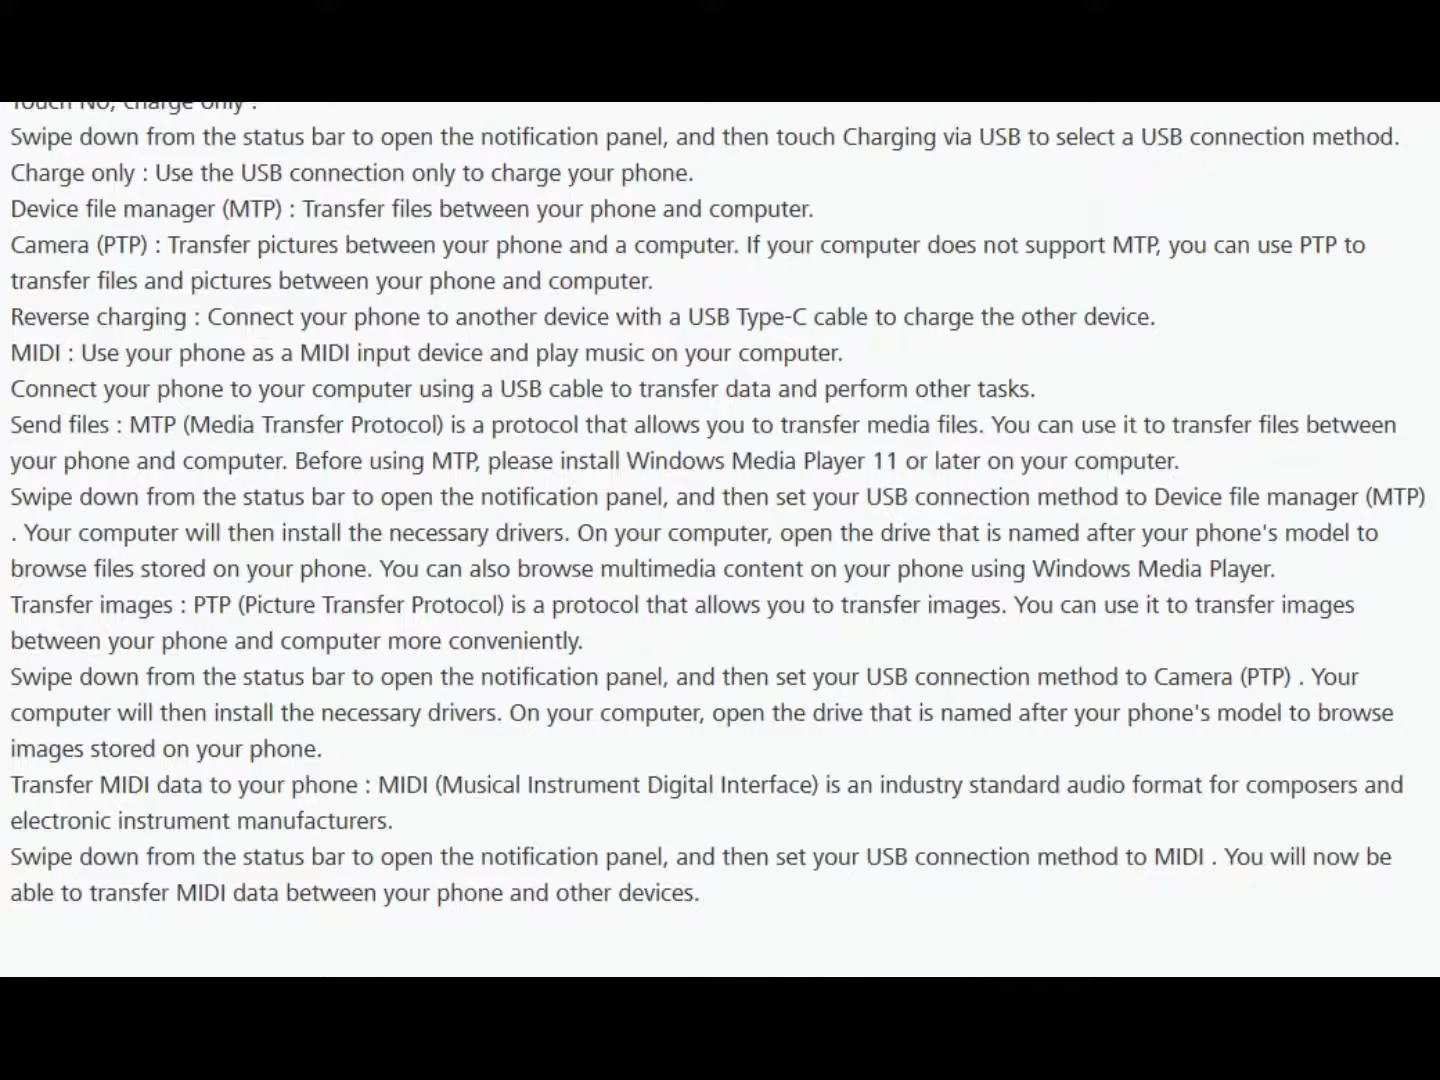 Touch No, charge only .
Swipe down from the status bar to open the notification panel, and then touch Charging via USB to select a USB connection method.
Charge only : Use the USB connection only to charge your phone.
Device file manager (MTP) : Transfer files between your phone and computer.
Camera (PTP) : Transfer pictures between your phone and a computer. If your computer does not support MTP, you can use PTP to
transfer files and pictures between your phone and computer.
Reverse charging : Connect your phone to another device with a USB Type-C cable to charge the other device.
MIDI : Use your phone as a MIDI input device and play music on your computer.
Connect your phone to your computer using a USB cable to transfer data and perform other tasks.
Send files : MTP (Media Transfer Protocol) is a protocol that allows you to transfer media files. You can use it to transfer files between
your phone and computer. Before using MTP, please install Windows Media Player 11 or later on your computer.
Swipe down from the status bar to open the notification panel, and then set your USB connection method to Device file manager (MTP)
. Your computer will then install the necessary drivers. On your computer, open the drive that is named after your phone's model to
browse files stored on your phone. You can also browse multimedia content on your phone using Windows Media Player.
Transfer images : PTP (Picture Transfer Protocol) is a protocol that allows you to transfer images. You can use it to transfer images
between your phone and computer more conveniently.
Swipe down from the status bar to open the notification panel, and then set your USB connection method to Camera (PTP) . Your
computer will then install the necessary drivers. On your computer, open the drive that is named after your phone's model to browse
images stored on your phone.
Transfer MIDI data to your phone : MIDI (Musical Instrument Digital Interface) is an industry standard audio format for composers and
electronic instrument manufacturers.
Swipe down from the status bar to open the notification panel, and then set your USB connection method to MIDI . You will now be
able to transfer MIDI data between your phone and other devices.